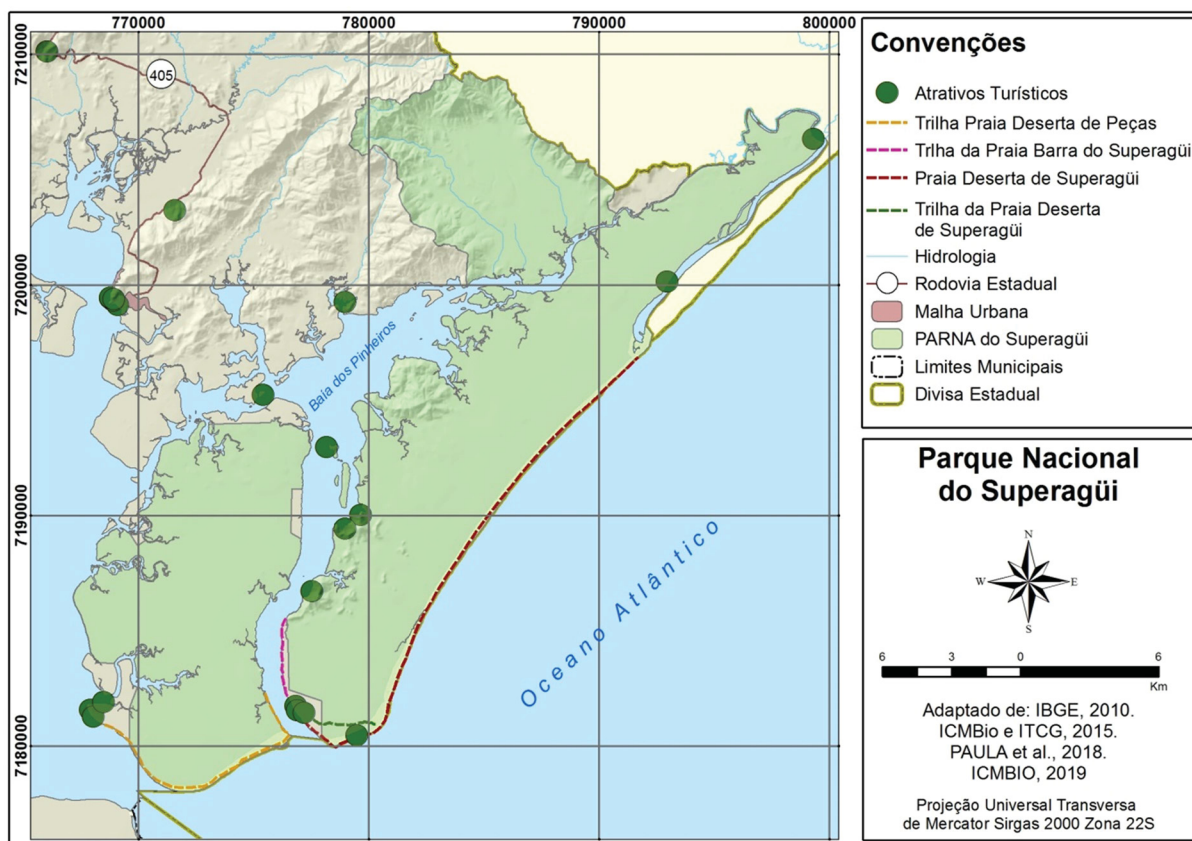 770000 780000 790000 800000
7210000
7200000
7190000
7180000
405
Baía dos Pinheiros
Oceano Atlântico
Convenções
Atrativos Turísticos
Trilha Praia Deserta de Peças
Trlha da Praia Barra do Superagüi
Praia Deserta de Superagüi
Trilha da Praia Deserta
de Superagüi
Hidrologia
Rodovia Estadual
Malha Urbana
PARNA do Superagüi
Limites Municipais
Divisa Estadual
Parque Nacional
do Superagüi
N
W E
S
6 3 0 6
Km
Adaptado de: IBGE, 2010.
ICMBio e ITCG, 2015.
PAULA et al., 2018.
ICMBIO, 2019
Projeção Universal Transversa
de Mercator Sirgas 2000 Zona 22S